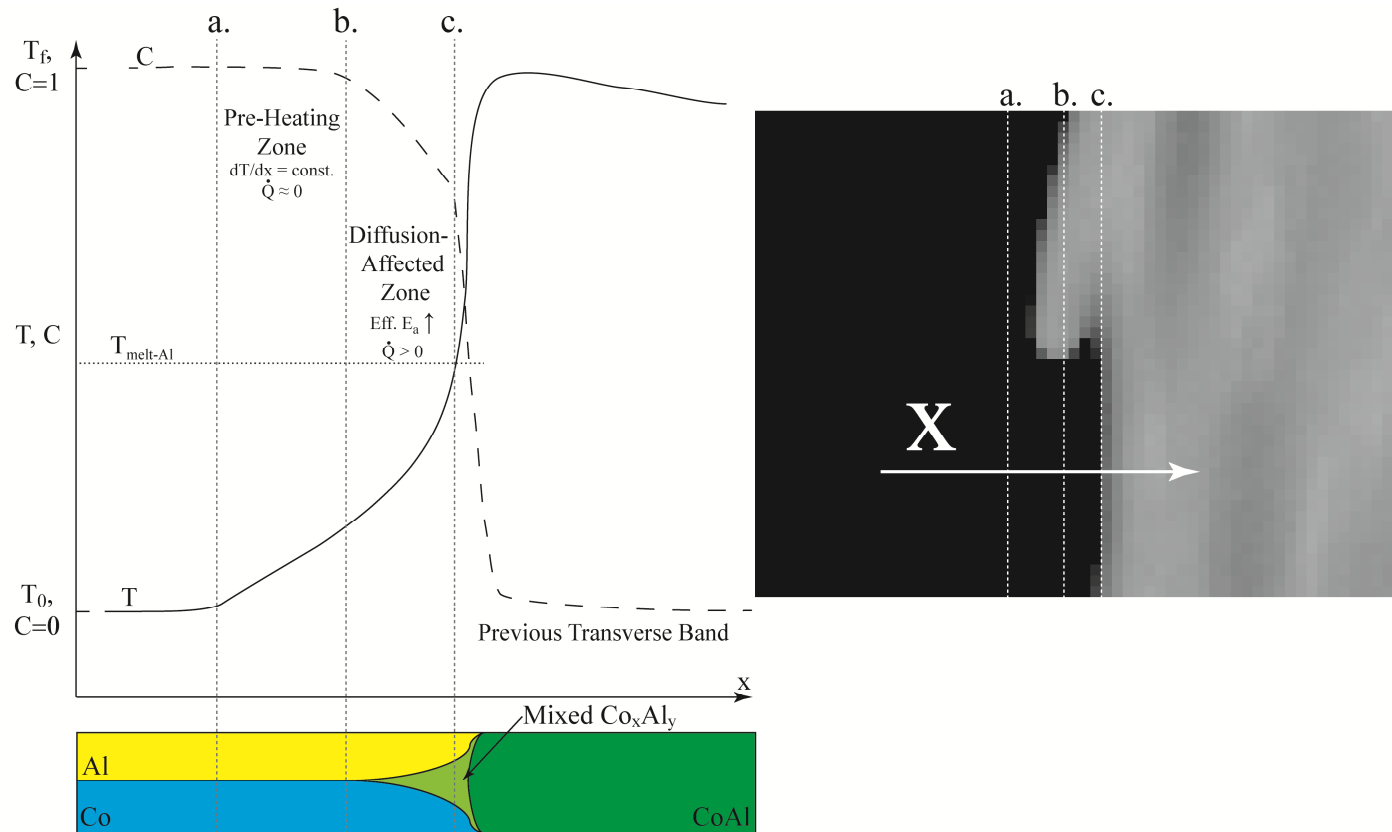 a. b. c.
T_f,
C=1
C
Pre-Heating
Zone
dT/dx = const.
Q̇ ≈ 0
Diffusion-
Affected
Zone
Eff. E_a ↑
Q̇ > 0
T, C
T_melt-Al
T_0,
C=0
T
Previous Transverse Band
x
Mixed Co_xAl_y
Al
Co
CoAl
a. b. c.
X